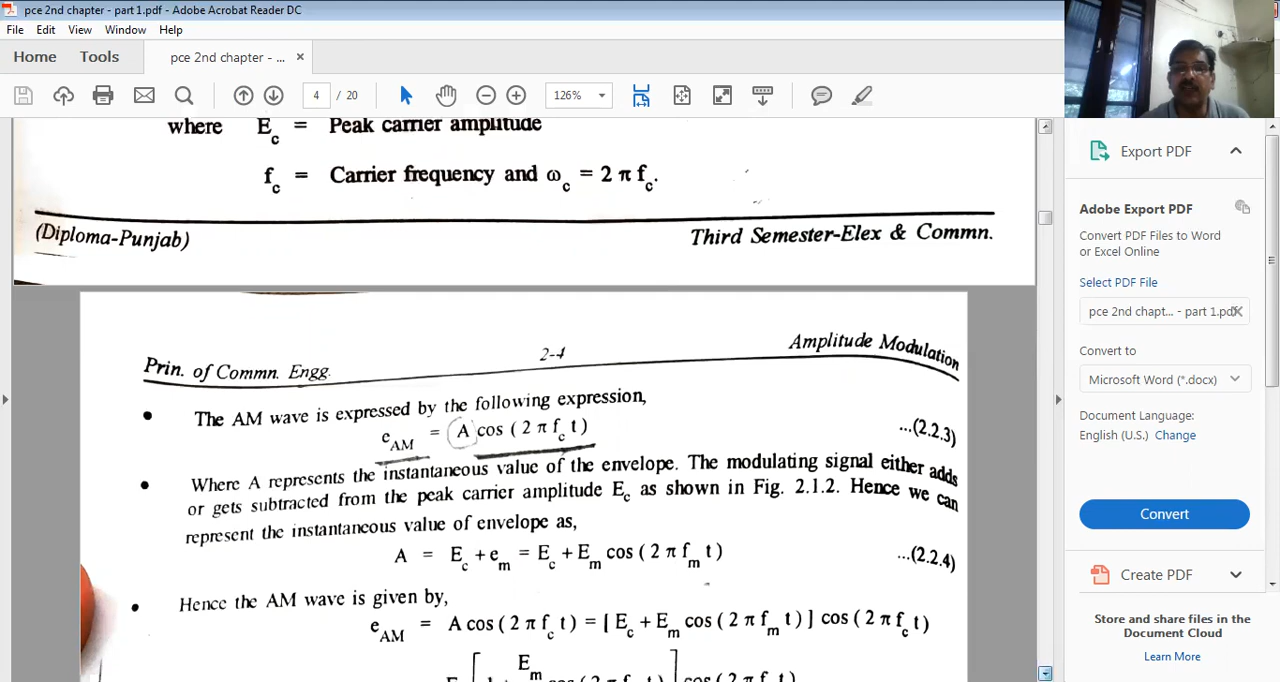 pce 2nd chapter - part 1.pdf - Adobe Acrobat Reader DC
File Edit View Window Help
Home Tools pce 2nd chapter - ... ×
4 / 20 126%
where E_c = Peak carrier amplitude
f_c = Carrier frequency and ω_c = 2 π f_c.
(Diploma-Punjab) Third Semester-Elex & Commn.
Prin. of Commn. Engg. 2-4 Amplitude Modulation
• The AM wave is expressed by the following expression,
e_AM = A cos ( 2 π f_c t ) ...(2.2.3)
• Where A represents the instantaneous value of the envelope. The modulating signal either adds
or gets subtracted from the peak carrier amplitude E_c as shown in Fig. 2.1.2. Hence we can
represent the instantaneous value of envelope as,
A = E_c + e_m = E_c + E_m cos ( 2 π f_m t ) ...(2.2.4)
• Hence the AM wave is given by,
e_AM = A cos ( 2 π f_c t ) = [ E_c + E_m cos ( 2 π f_m t ) ] cos ( 2 π f_c t )
E_m
Export PDF
Adobe Export PDF
Convert PDF Files to Word
or Excel Online
Select PDF File
pce 2nd chapt... - part 1.pdf
Convert to
Microsoft Word (*.docx)
Document Language:
English (U.S.) Change
Convert
Create PDF
Store and share files in the
Document Cloud
Learn More